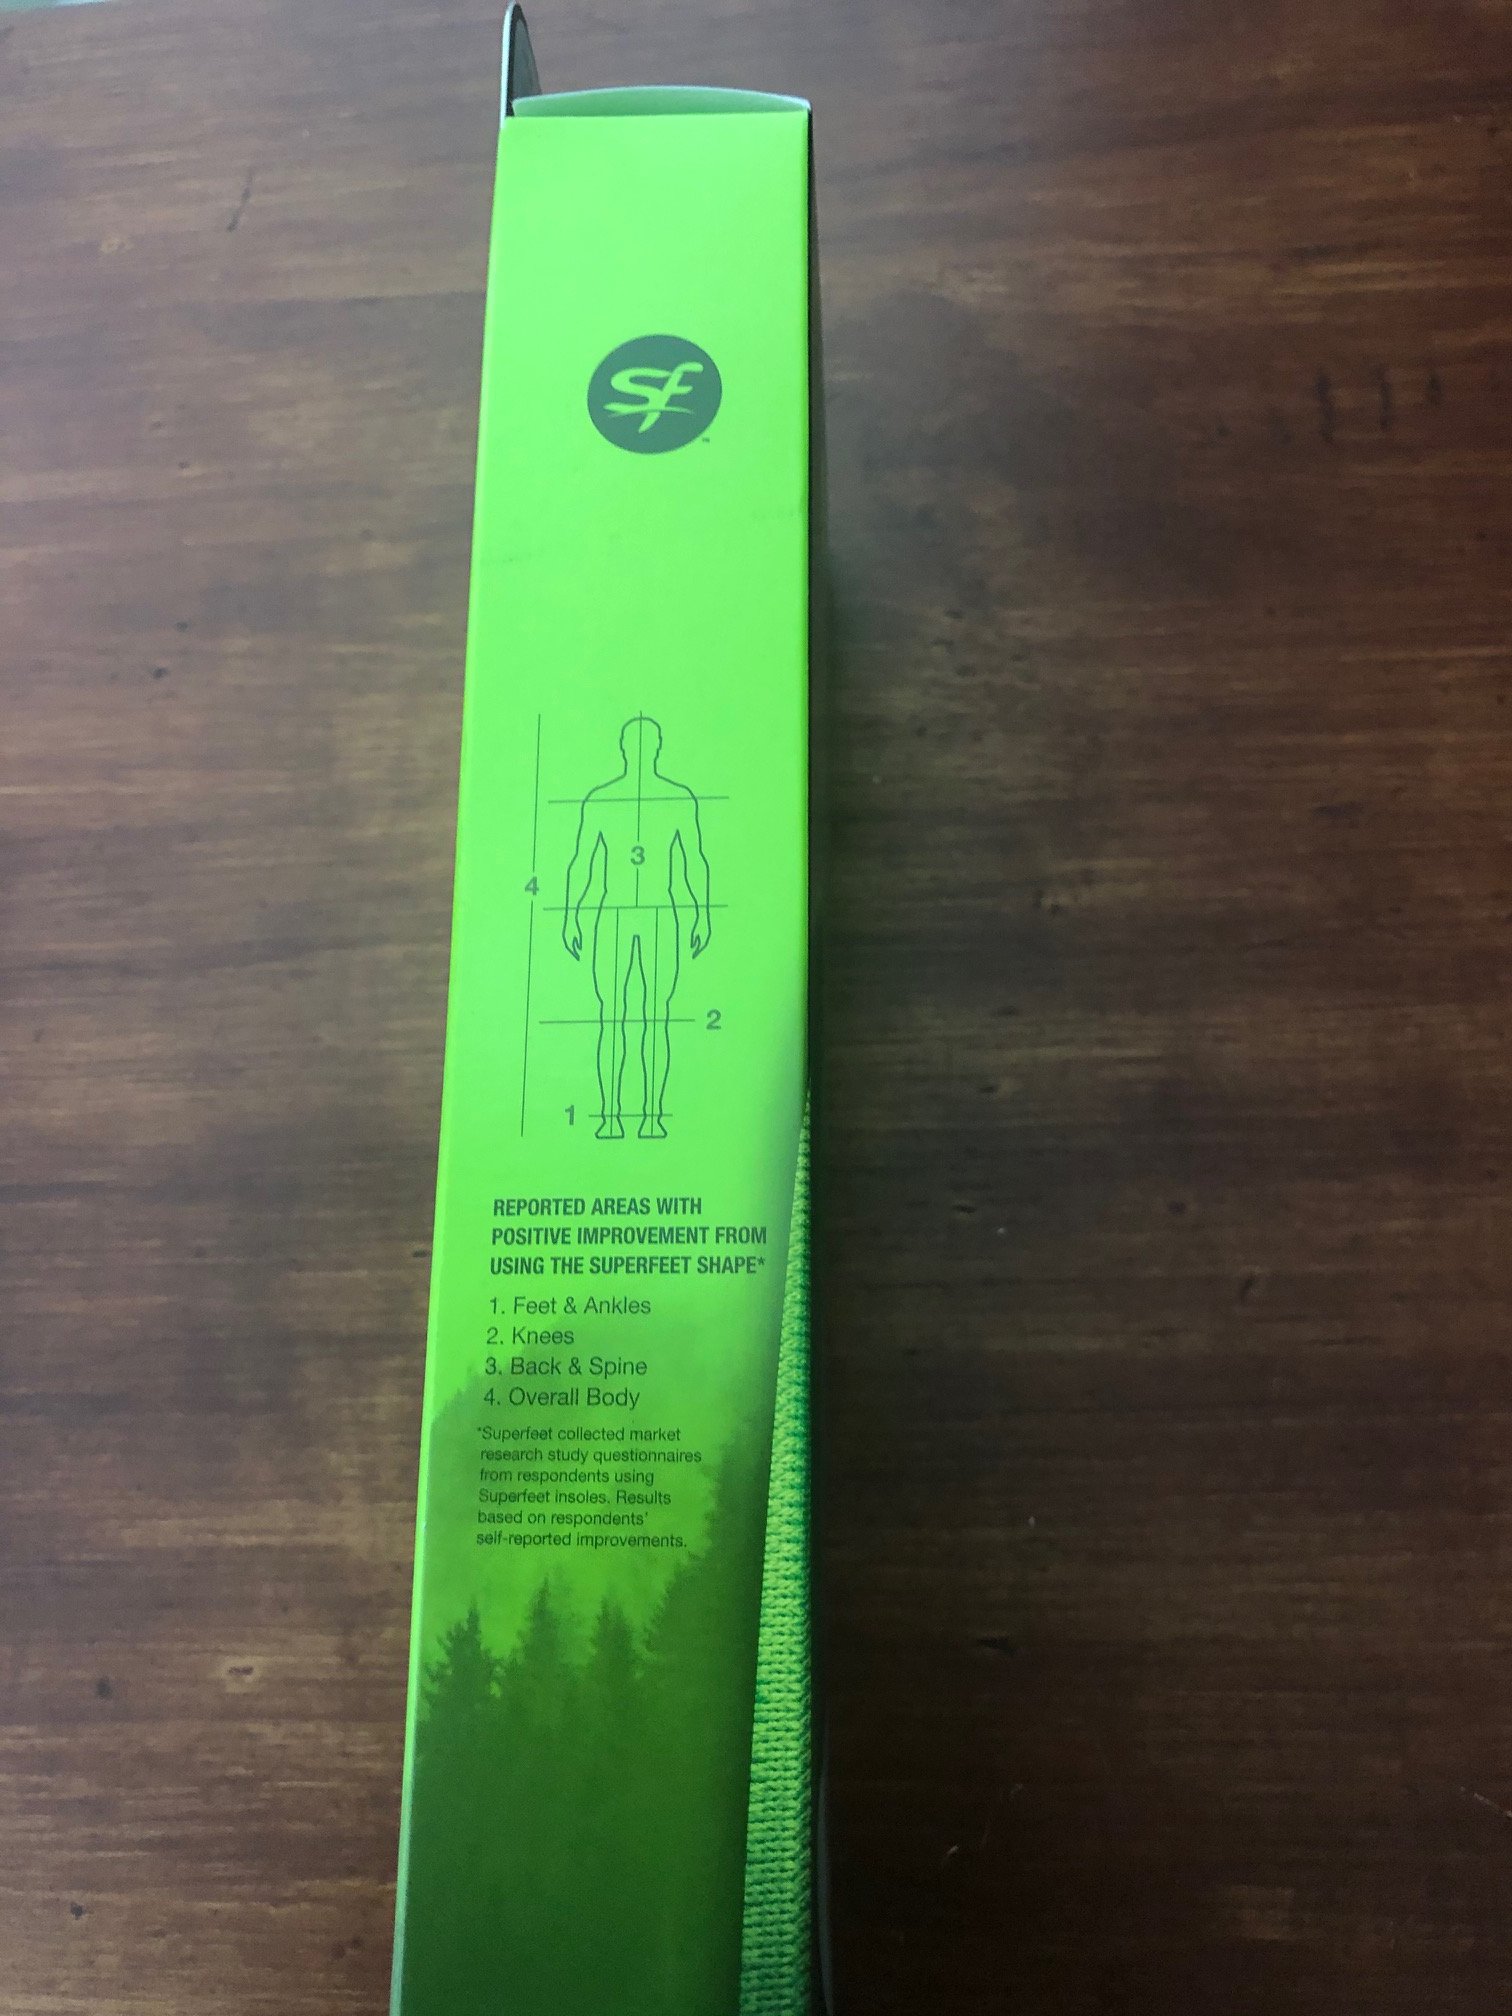 SF
™
3
4
2
1
REPORTED AREAS WITH
POSITIVE IMPROVEMENT FROM
USING THE SUPERFEET SHAPE*
1. Feet & Ankles
2. Knees
3. Back & Spine
4. Overall Body
*Superfeet collected market
research study questionnaires
from respondents using
Superfeet insoles. Results
based on respondents'
self-reported improvements.